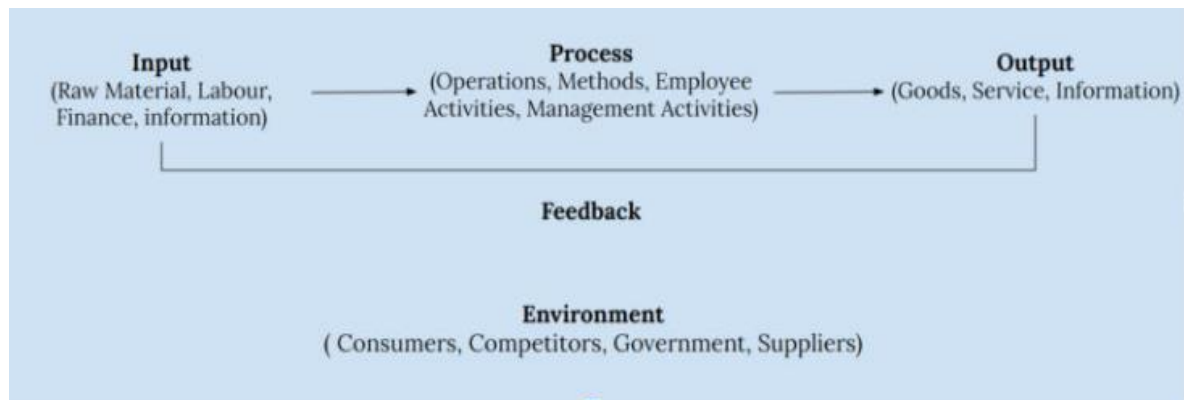 Input
(Raw Material, Labour,
Finance, information)
Process
(Operations, Methods, Employee
Activities, Management Activities)
Output
(Goods, Service, Information)
Feedback
Environment
( Consumers, Competitors, Government, Suppliers)